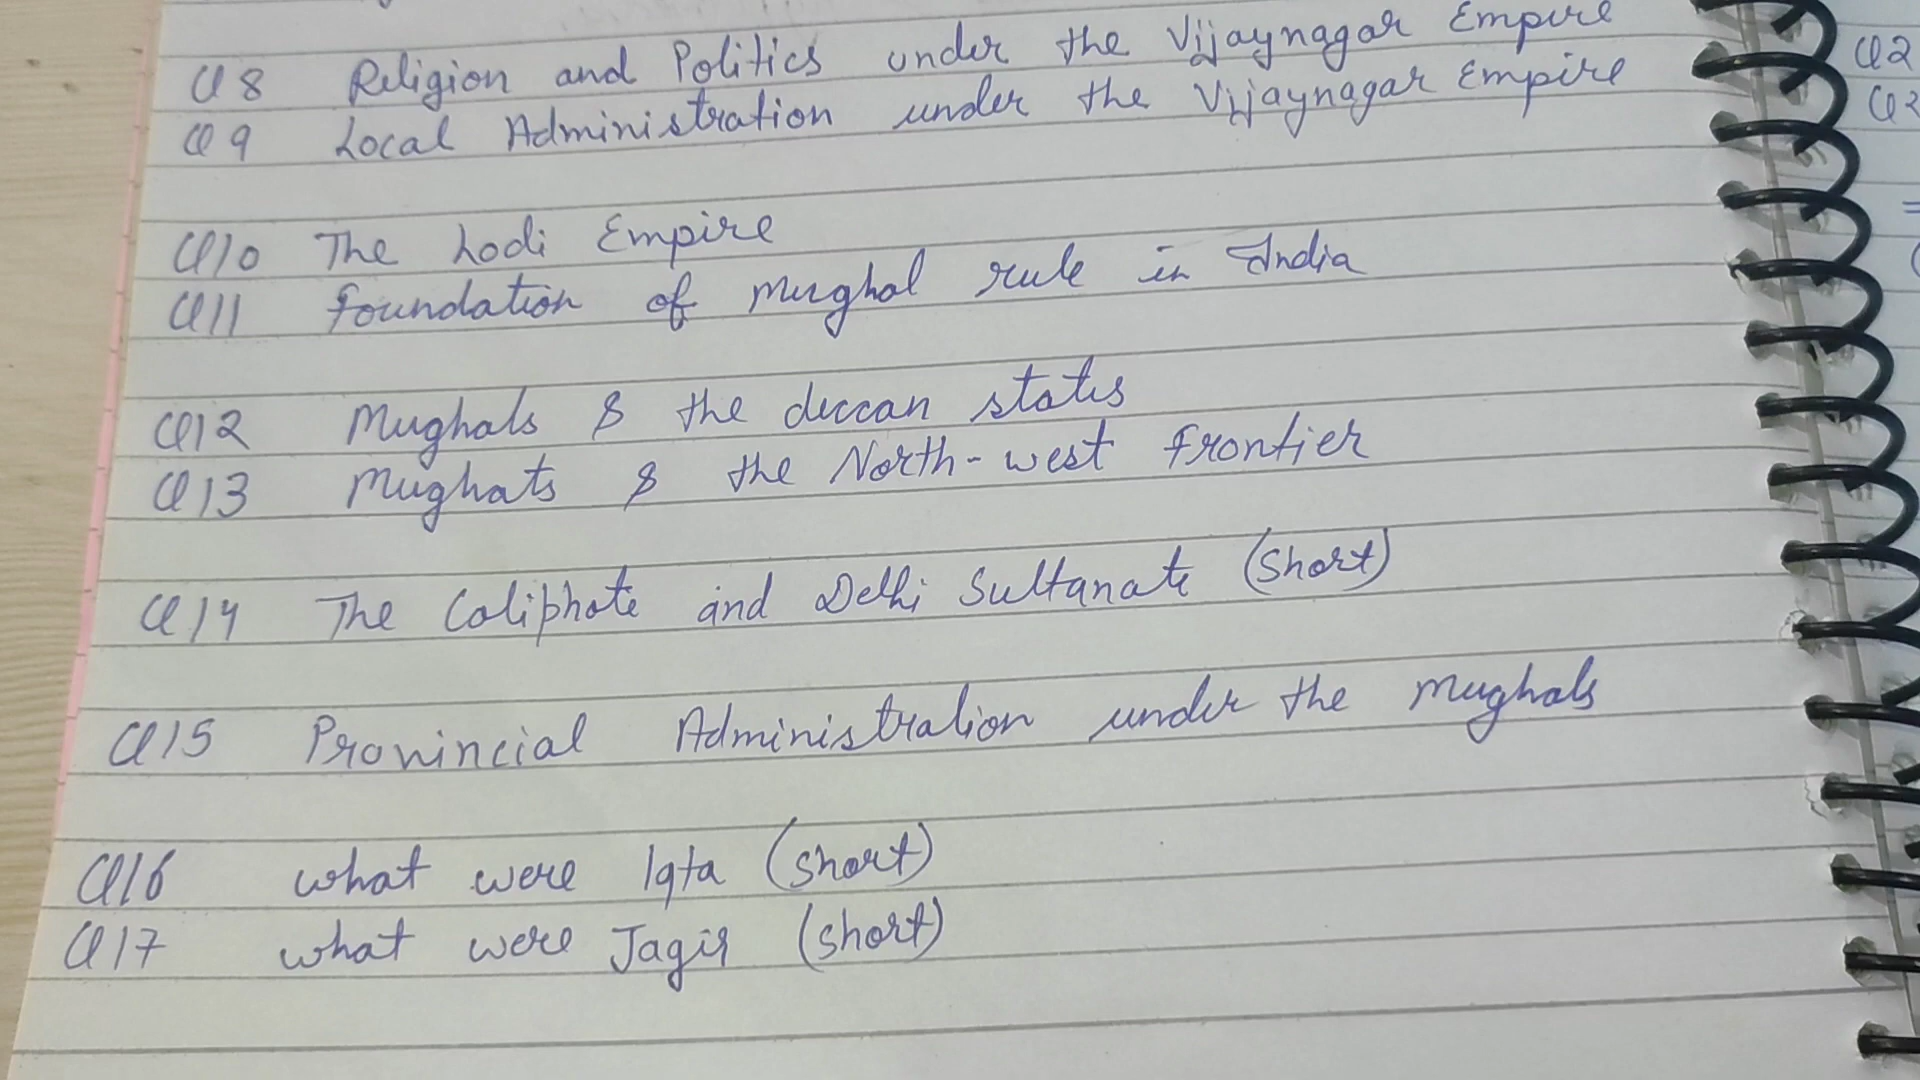 Q8 Religion and Politics under the Vijaynagar Empire
Q9 Local Administration under the Vijaynagar Empire
Q10 The Lodi Empire
Q11 Foundation of Mughal rule in India
Q12 Mughals & the deccan states
Q13 Mughats & the North-west frontier
Q14 The Caliphate and Delhi Sultanate (Short)
Q15 Provincial Administration under the Mughals
Q16 what were Iqta (short)
Q17 what were Jagir (short)
Q2